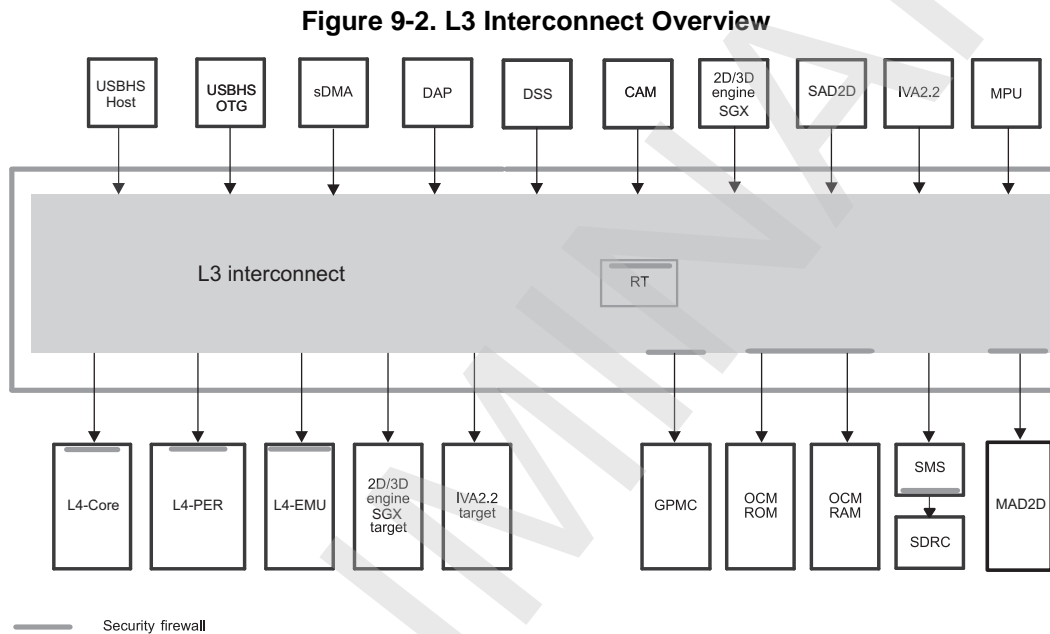 Figure 9-2. L3 Interconnect Overview
USBHS
Host
USBHS
OTG
sDMA
DAP
DSS
CAM
2D/3D
engine
SGX
SAD2D
IVA2.2
MPU
L3 interconnect
RT
L4-Core
L4-PER
L4-EMU
2D/3D
engine
SGX
target
IVA2.2
target
GPMC
OCM
ROM
OCM
RAM
SMS
SDRC
MAD2D
Security firewall
IMINA